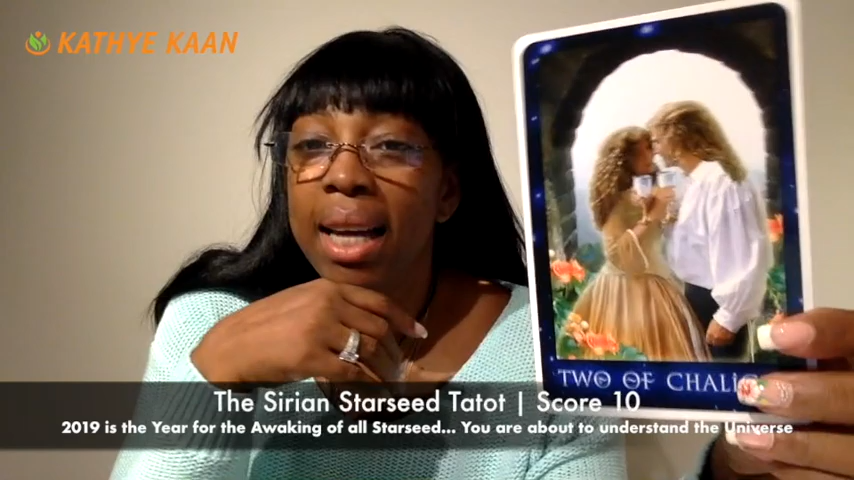 KATHYE KAAN
TWO OF CHALIC
The Sirian Starseed Tatot | Score 10
2019 is the Year for the Awaking of all Starseed... You are about to understand the Universe